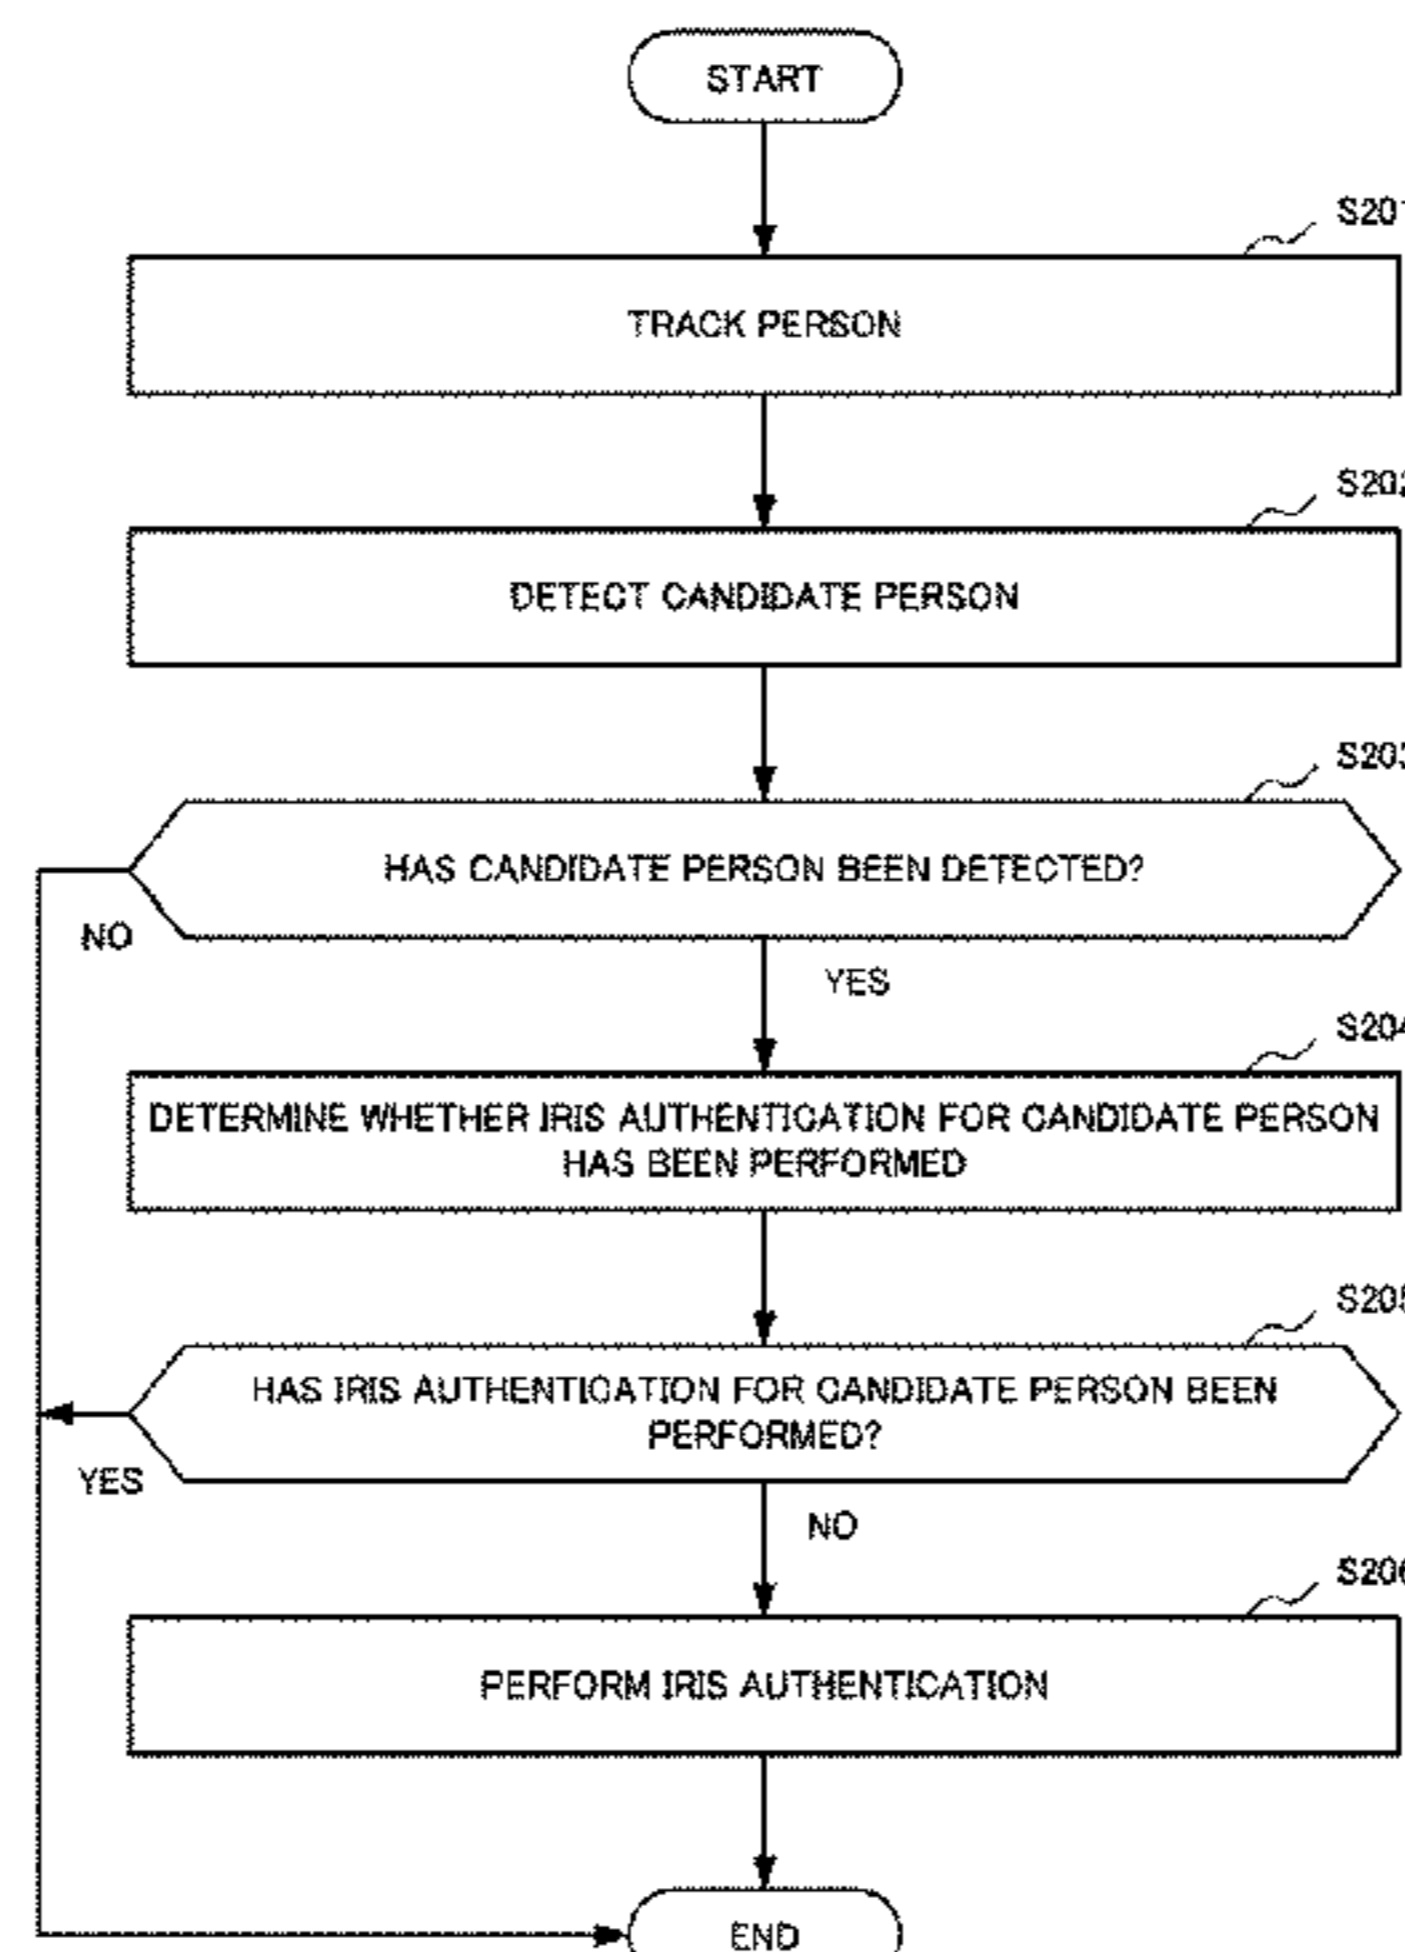 START
S201
TRACK PERSON
S202
DETECT CANDIDATE PERSON
S203
HAS CANDIDATE PERSON BEEN DETECTED?
NO
YES
S204
DETERMINE WHETHER IRIS AUTHENTICATION FOR CANDIDATE PERSON
HAS BEEN PERFORMED
S205
HAS IRIS AUTHENTICATION FOR CANDIDATE PERSON BEEN
PERFORMED?
YES
NO
S206
PERFORM IRIS AUTHENTICATION
END